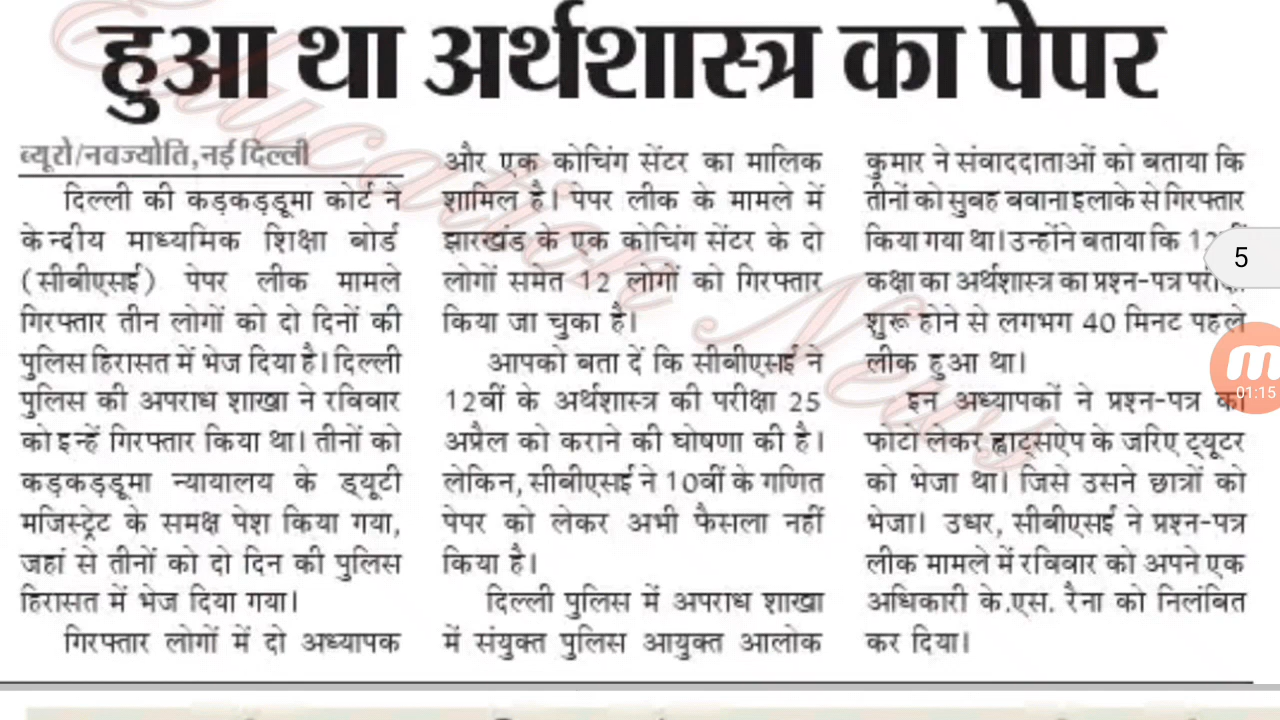 हुआ था अर्थशास्त्र का पेपर
ब्यूरो/नवज्योति,नई दिल्ली
दिल्ली की कड़कड़डूमा कोर्ट ने
केन्दीय माध्यमिक शिक्षा बोर्ड
(सीबीएसई) पेपर लीक मामले
गिरफ्तार तीन लोगों को दो दिनों की
पुलिस हिरासत में भेज दिया है। दिल्ली
पुलिस की अपराध शाखा ने रविवार
को इन्हें गिरफ्तार किया था। तीनों को
कड़कड़डूमा न्यायालय के ड्यूटी
मजिस्ट्रेट के समक्ष पेश किया गया,
जहां से तीनों को दो दिन की पुलिस
हिरासत में भेज दिया गया।
गिरफ्तार लोगों में दो अध्यापक
और एक कोचिंग सेंटर का मालिक
शामिल है। पेपर लीक के मामले में
झारखंड के एक कोचिंग सेंटर के दो
लोगों समेत 12 लोगों को गिरफ्तार
किया जा चुका है।
आपको बता दें कि सीबीएसई ने
12वीं के अर्थशास्त्र की परीक्षा 25
अप्रैल को कराने की घोषणा की है।
लेकिन, सीबीएसई ने 10वीं के गणित
पेपर को लेकर अभी फैसला नहीं
किया है।
दिल्ली पुलिस में अपराध शाखा
में संयुक्त पुलिस आयुक्त आलोक
कुमार ने संवाददाताओं को बताया कि
तीनों को सुबह बवाना इलाके से गिरफ्तार
किया गया था। उन्होंने बताया कि
कक्षा का अर्थशास्त्र का प्रश्न-पत्र
शुरू होने से लगभग 40 मिनट पहले
लीक हुआ था।
इन अध्यापकों ने प्रश्न-पत्र का
फोटो लेकर ह्वाट्सऐप के जरिए ट्यूटर
को भेजा था। जिसे उसने छात्रों को
भेजा। उधर, सीबीएसई ने प्रश्न-पत्र
लीक मामले में रविवार को अपने एक
अधिकारी के.एस. रैना को निलंबित
कर दिया।
Education News
5
01:15